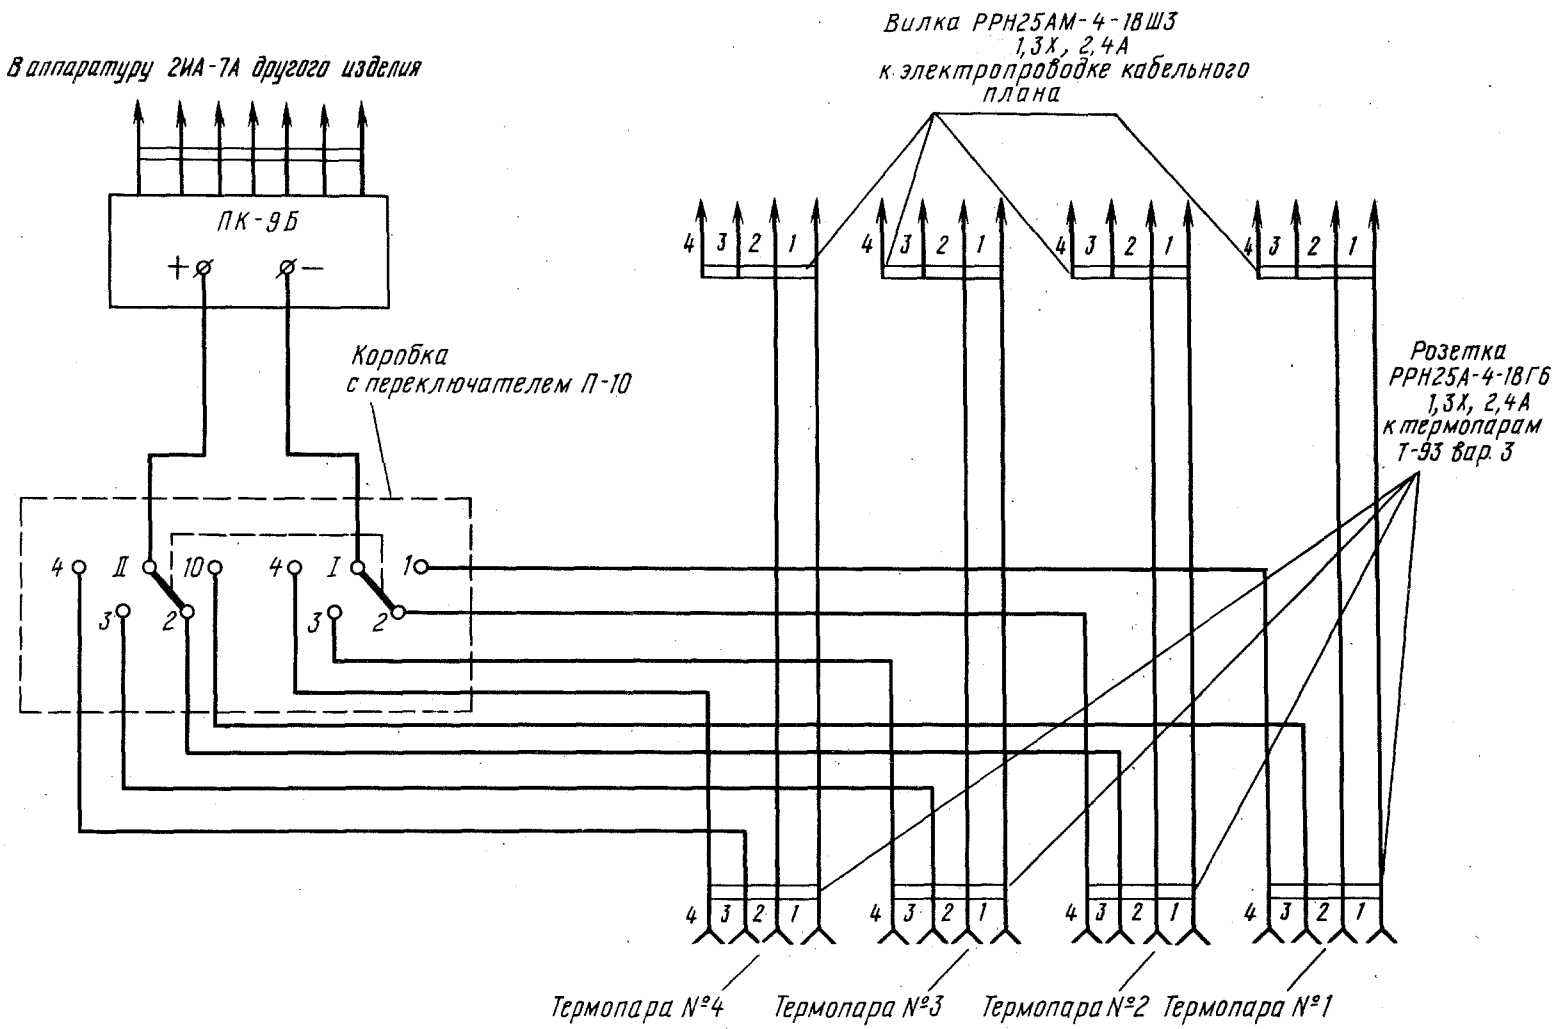 Вилка РРН25АМ-4-1ВШ3
1,3Х, 2,4А
к электропроводке кабельного
плана
В аппаратуру 2ИА-7А другого изделия
ПК-9Б
+ -
4 3 2 1 4 3 2 1 4 3 2 1 4 3 2 1
Коробка
с переключателем П-10
Розетка
РРН25А-4-1ВГ6
1,3Х, 2,4А
к термопарам
Т-93 вар. 3
4 II 10 4 I 1
3 2 3 2
4 3 2 1 4 3 2 1 4 3 2 1 4 3 2 1
Термопара №4 Термопара №3 Термопара №2 Термопара №1